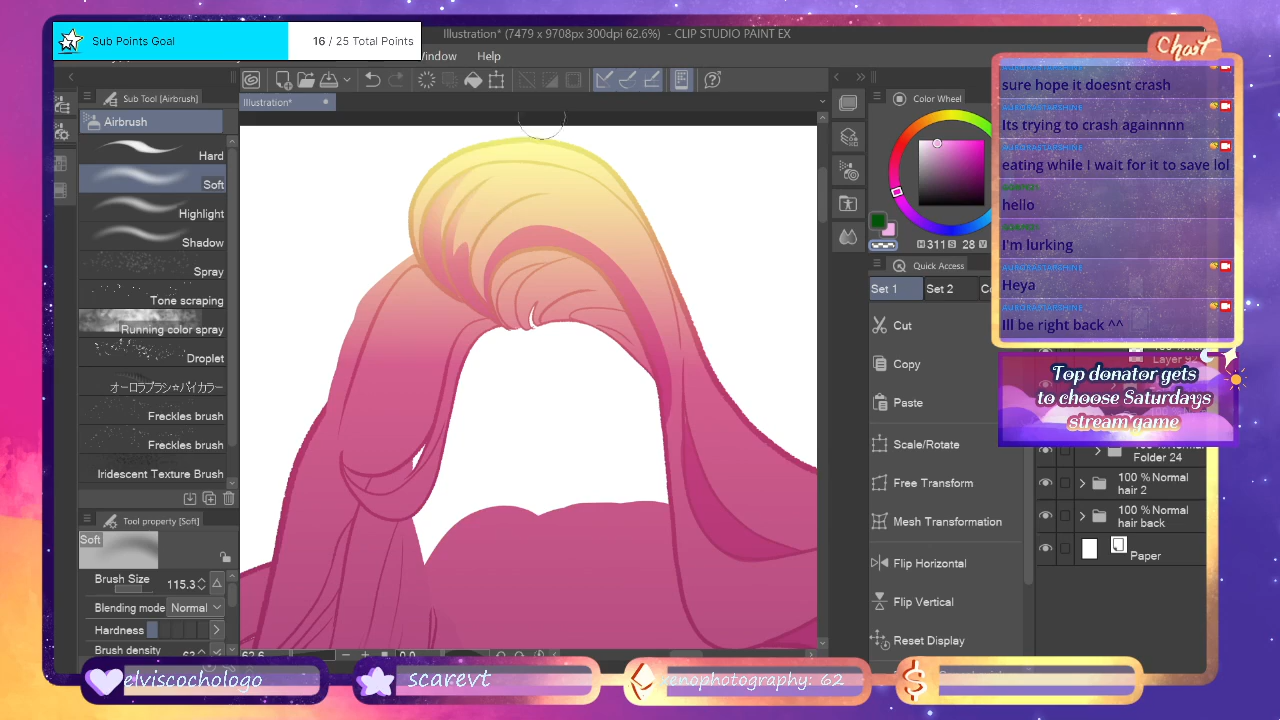 Sub Points Goal
16 / 25 Total Points
Illustration* (7479 x 9708px 300dpi 62.6%) - CLIP STUDIO PAINT EX
Window Help
Sub Tool [Airbrush]
Illustration*
Airbrush
Hard
Soft
Highlight
Shadow
Spray
Tone scraping
Running color spray
Droplet
オーロラブラシ☆パイカラー
Freckles brush
Freckles brush
Iridescent Texture Brush
Tool property [Soft]
Soft
Brush Size 115.3
Blending mode Normal
Hardness
Brush density
Color Wheel
H 311 S 28 V
Quick Access
Set 1 Set 2
Cut
Copy
Paste
Scale/Rotate
Free Transform
Mesh Transformation
Flip Horizontal
Flip Vertical
Reset Display
Chat
sure hope it doesnt crash
AURORASTARSHINE
Its trying to crash againnnn
AURORASTARSHINE
eating while I wait for it to save lol
hello
I'm lurking
AURORASTARSHINE
Heya
AURORASTARSHINE
Ill be right back ^^
Top donator gets
to choose Saturdays
stream game
Folder 24
100 % Normal
hair 2
100 % Normal
hair back
Paper
elviscochologo
scarevt
enophotography: 62